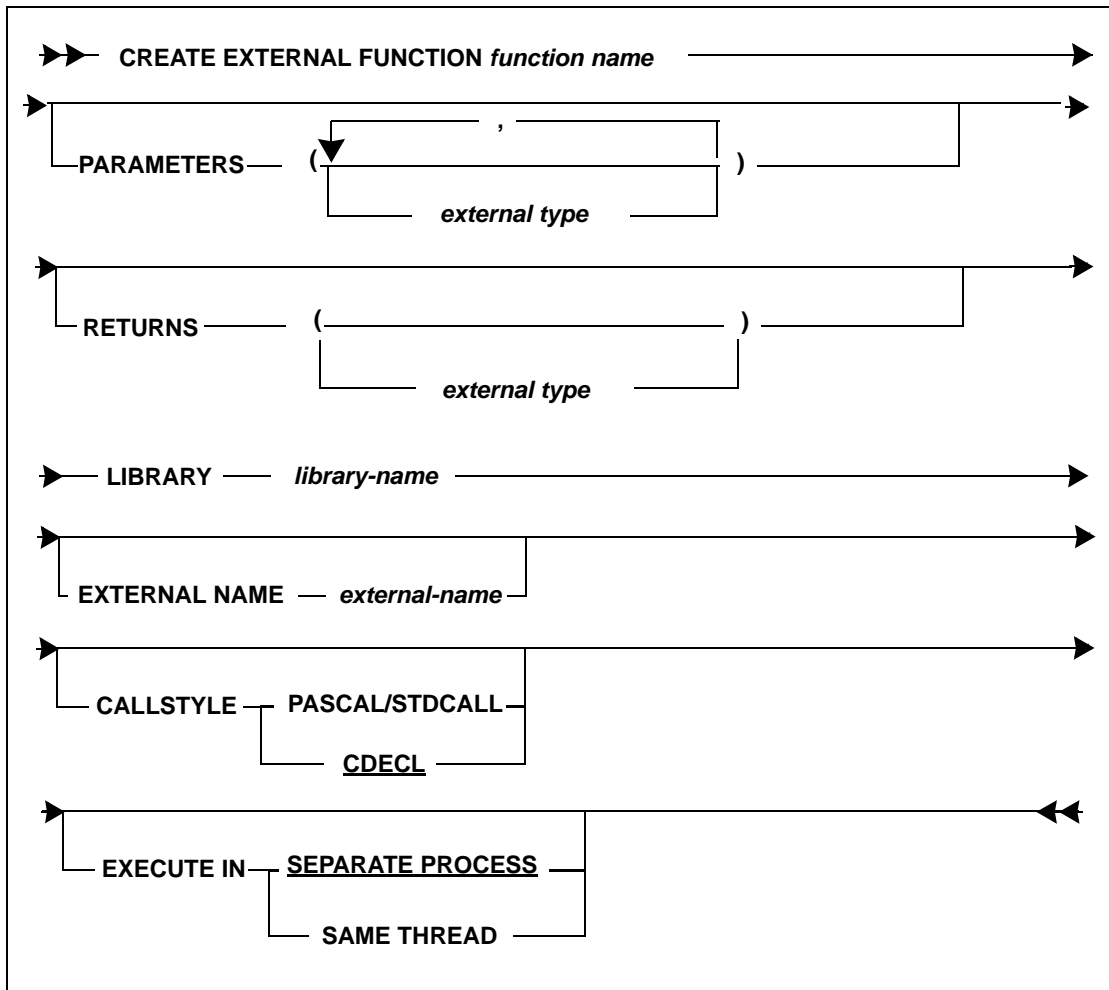 CREATE EXTERNAL FUNCTION function name
,
PARAMETERS ( )
external type
RETURNS ( )
external type
LIBRARY library-name
EXTERNAL NAME external-name
CALLSTYLE PASCAL/STDCALL
CDECL
EXECUTE IN SEPARATE PROCESS
SAME THREAD